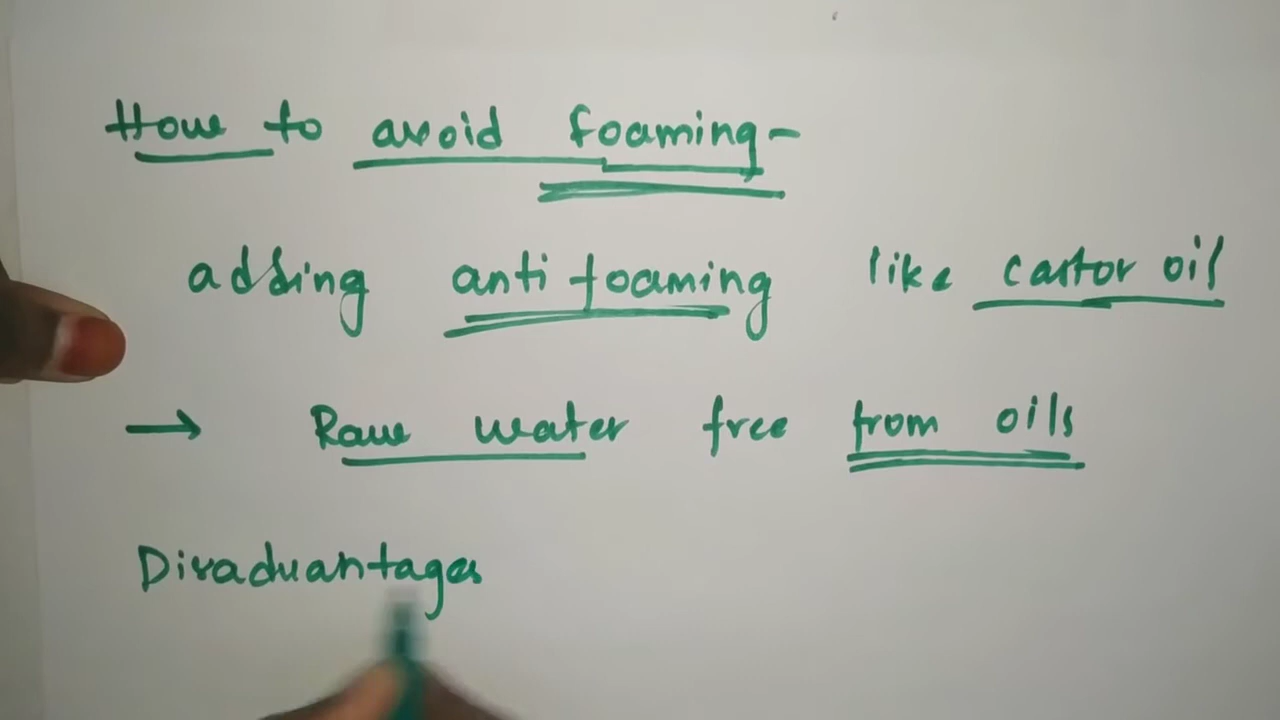 How to avoid foaming-
adding anti foaming like castor oil
→ Raw water free from oils
Disadvantages